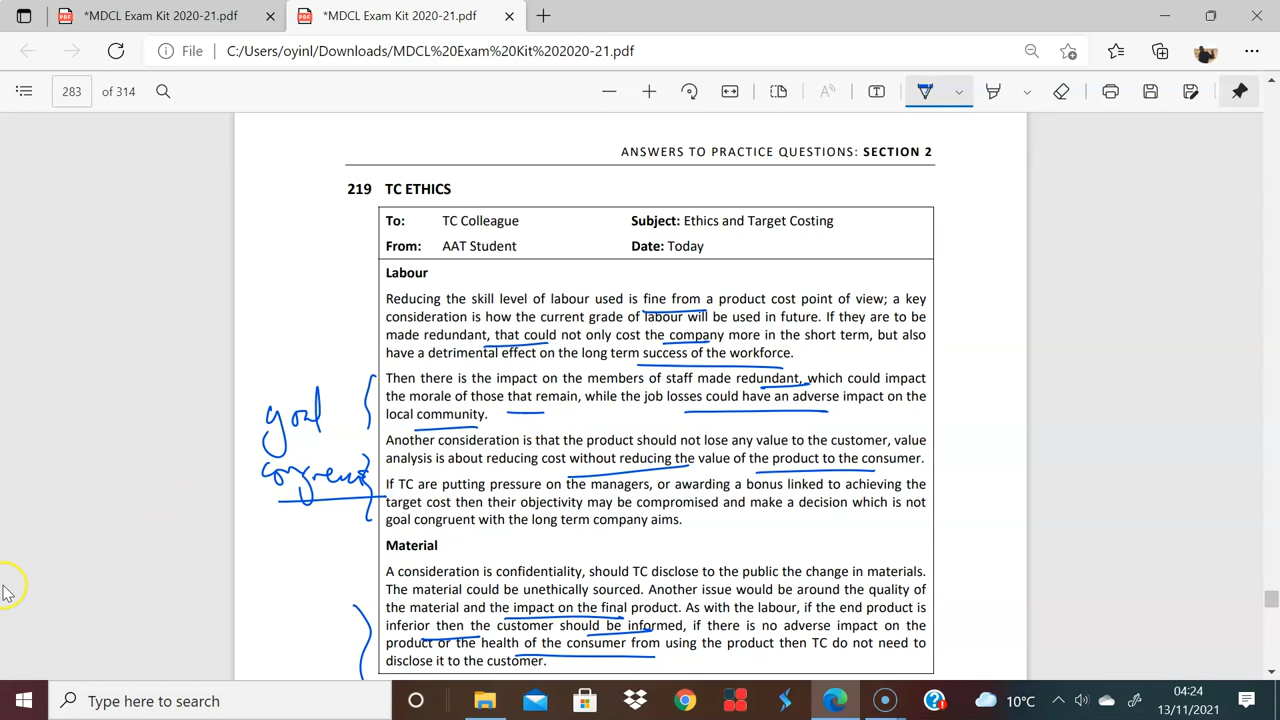 *MDCL Exam Kit 2020-21.pdf
*MDCL Exam Kit 2020-21.pdf
File C:/Users/oyinl/Downloads/MDCL%20Exam%20Kit%202020-21.pdf
283 of 314
ANSWERS TO PRACTICE QUESTIONS: SECTION 2
219 TC ETHICS
To: TC Colleague Subject: Ethics and Target Costing
From: AAT Student Date: Today
Labour
Reducing the skill level of labour used is fine from a product cost point of view; a key
consideration is how the current grade of labour will be used in future. If they are to be
made redundant, that could not only cost the company more in the short term, but also
have a detrimental effect on the long term success of the workforce.
Then there is the impact on the members of staff made redundant, which could impact
the morale of those that remain, while the job losses could have an adverse impact on the
local community.
goal
Another consideration is that the product should not lose any value to the customer, value
analysis is about reducing cost without reducing the value of the product to the consumer.
congruent
If TC are putting pressure on the managers, or awarding a bonus linked to achieving the
target cost then their objectivity may be compromised and make a decision which is not
goal congruent with the long term company aims.
Material
A consideration is confidentiality, should TC disclose to the public the change in materials.
The material could be unethically sourced. Another issue would be around the quality of
the material and the impact on the final product. As with the labour, if the end product is
inferior then the customer should be informed, if there is no adverse impact on the
product or the health of the consumer from using the product then TC do not need to
disclose it to the customer.
Type here to search
10°C
04:24
13/11/2021